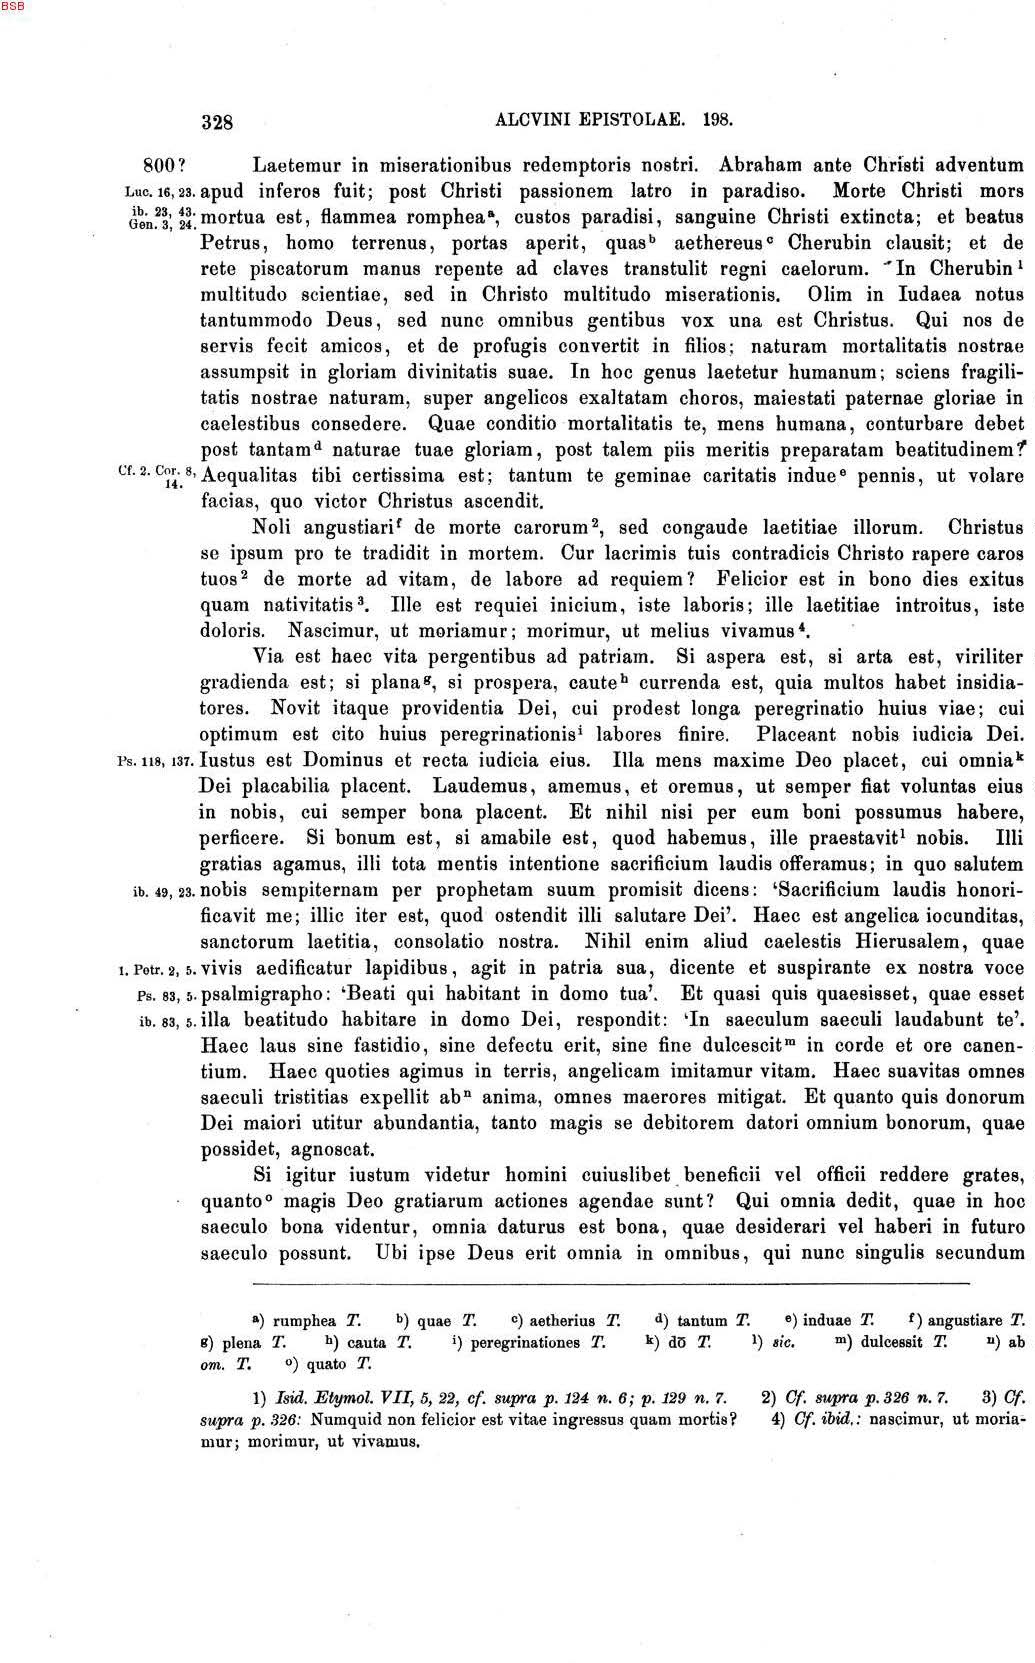 BSB
328 ALCVINI EPISTOLAE. 198.
800? Laetemur in miserationibus redemptoris nostri. Abraham ante Christi adventum
Luc. 16, 23. apud inferos fuit; post Christi passionem latro in paradiso. Morte Christi mors
ib. 23, 43. Gen. 3, 24. mortua est, flammea rompheaᵃ, custos paradisi, sanguine Christi extincta; et beatus
Petrus, homo terrenus, portas aperit, quasᵇ aethereusᶜ Cherubin clausit; et de
rete piscatorum manus repente ad claves transtulit regni caelorum. In Cherubin¹
multitudo scientiae, sed in Christo multitudo miserationis. Olim in Iudaea notus
tantummodo Deus, sed nunc omnibus gentibus vox una est Christus. Qui nos de
servis fecit amicos, et de profugis convertit in filios; naturam mortalitatis nostrae
assumpsit in gloriam divinitatis suae. In hoc genus laetetur humanum; sciens fragili-
tatis nostrae naturam, super angelicos exaltatam choros, maiestati paternae gloriae in
caelestibus consedere. Quae conditio mortalitatis te, mens humana, conturbare debet
post tantamᵈ naturae tuae gloriam, post talem piis meritis preparatam beatitudinem?
Cf. 2. Cor. 8, 14. Aequalitas tibi certissima est; tantum te geminae caritatis indueᵉ pennis, ut volare
facias, quo victor Christus ascendit.
Noli angustiariᶠ de morte carorum², sed congaude laetitiae illorum. Christus
se ipsum pro te tradidit in mortem. Cur lacrimis tuis contradicis Christo rapere caros
tuos² de morte ad vitam, de labore ad requiem? Felicior est in bono dies exitus
quam nativitatis³. Ille est requiei inicium, iste laboris; ille laetitiae introitus, iste
doloris. Nascimur, ut moriamur; morimur, ut melius vivamus⁴.
Via est haec vita pergentibus ad patriam. Si aspera est, si arta est, viriliter
gradienda est; si planaᵍ, si prospera, cauteʰ currenda est, quia multos habet insidia-
tores. Novit itaque providentia Dei, cui prodest longa peregrinatio huius viae; cui
optimum est cito huius peregrinationisⁱ labores finire. Placeant nobis iudicia Dei.
Ps. 118, 137. Iustus est Dominus et recta iudicia eius. Illa mens maxime Deo placet, cui omniaᵏ
Dei placabilia placent. Laudemus, amemus, et oremus, ut semper fiat voluntas eius
in nobis, cui semper bona placent. Et nihil nisi per eum boni possumus habere,
perficere. Si bonum est, si amabile est, quod habemus, ille praestavitˡ nobis. Illi
gratias agamus, illi tota mentis intentione sacrificium laudis offeramus; in quo salutem
ib. 49, 23. nobis sempiternam per prophetam suum promisit dicens: ‘Sacrificium laudis honori-
ficavit me; illic iter est, quod ostendit illi salutare Dei’. Haec est angelica iocunditas,
sanctorum laetitia, consolatio nostra. Nihil enim aliud caelestis Hierusalem, quae
1. Petr. 2, 5. vivis aedificatur lapidibus, agit in patria sua, dicente et suspirante ex nostra voce
Ps. 83, 5. psalmigrapho: ‘Beati qui habitant in domo tua’. Et quasi quis quaesisset, quae esset
ib. 83, 5. illa beatitudo habitare in domo Dei, respondit: ‘In saeculum saeculi laudabunt te’.
Haec laus sine fastidio, sine defectu erit, sine fine dulcescitᵐ in corde et ore canen-
tium. Haec quoties agimus in terris, angelicam imitamur vitam. Haec suavitas omnes
saeculi tristitias expellit abⁿ anima, omnes maerores mitigat. Et quanto quis donorum
Dei maiori utitur abundantia, tanto magis se debitorem datori omnium bonorum, quae
possidet, agnoscat.
Si igitur iustum videtur homini cuiuslibet beneficii vel officii reddere grates,
quantoᵒ magis Deo gratiarum actiones agendae sunt? Qui omnia dedit, quae in hoc
saeculo bona videntur, omnia daturus est bona, quae desiderari vel haberi in futuro
saeculo possunt. Ubi ipse Deus erit omnia in omnibus, qui nunc singulis secundum
ᵃ) rumphea T. ᵇ) quae T. ᶜ) aetherius T. ᵈ) tantum T. ᵉ) induae T. ᶠ) angustiare T.
ᵍ) plena T. ʰ) cauta T. ⁱ) peregrinationes T. ᵏ) dō T. ˡ) sic. ᵐ) dulcessit T. ⁿ) ab
om. T. ᵒ) quato T.
1) Isid. Etymol. VII, 5, 22, cf. supra p. 124 n. 6; p. 129 n. 7. 2) Cf. supra p. 326 n. 7. 3) Cf.
supra p. 326: Numquid non felicior est vitae ingressus quam mortis? 4) Cf. ibid.: nascimur, ut moria-
mur; morimur, ut vivamus.